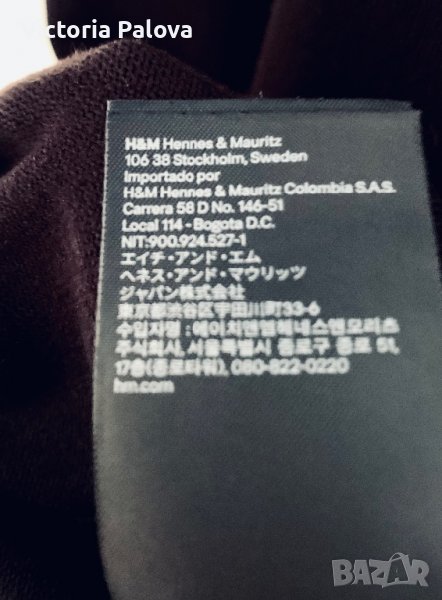 Victoria Palova
H&M Hennes & Mauritz
106 38 Stockholm, Sweden
Importado por
H&M Hennes & Mauritz Colombia S.A.S.
Carrera 58 D No. 146-51
Local 114 - Bogota D.C.
NIT:900.924.527-1
エイチ・アンド・エム
ヘネス・アンド・マウリッツ
ジャパン株式会社
東京都渋谷区宇田川町33-6
수입자명 : 에이치앤엠헤네스앤모리츠
주식회사, 서울특별시 종로구 종로 51,
17층 (종로타워), 080-822-0220
hm.com
BAZAR